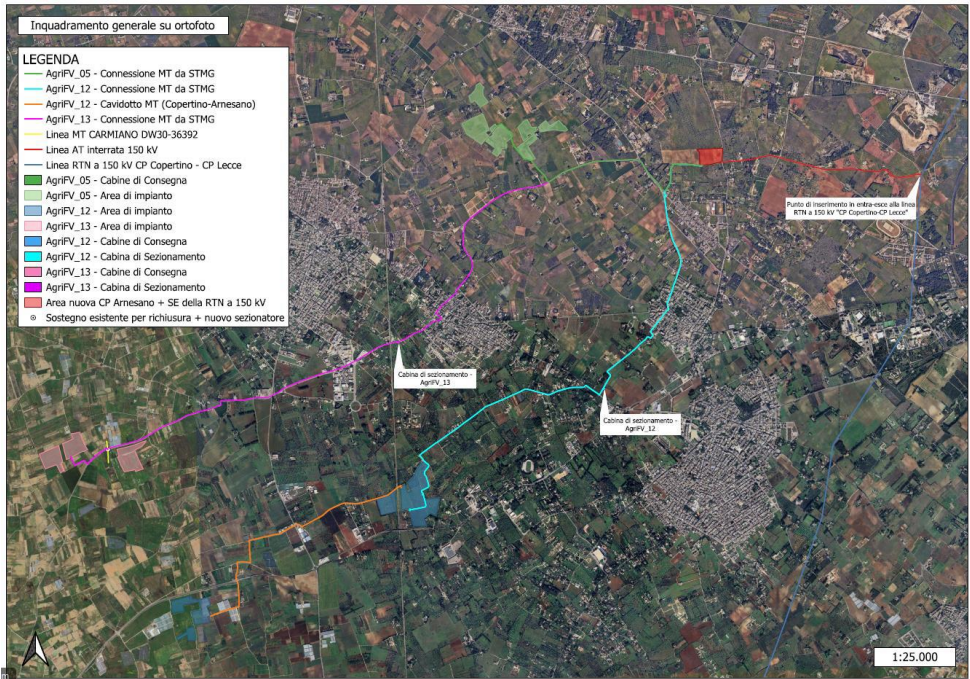 Inquadramento generale su ortofoto
LEGENDA
AgriFV_05 - Connessione MT da STMG
AgriFV_12 - Connessione MT da STMG
AgriFV_12 - Cavidotto MT (Copertino-Arnesano)
AgriFV_13 - Connessione MT da STMG
Linea MT CARMIANO DW30-36392
Linea AT interrata 150 kV
Linea RTN a 150 kV CP Copertino - CP Lecce
AgriFV_05 - Cabine di Consegna
AgriFV_05 - Area di impianto
AgriFV_12 - Area di impianto
AgriFV_13 - Area di impianto
AgriFV_12 - Cabine di Consegna
AgriFV_12 - Cabina di Sezionamento
AgriFV_13 - Cabine di Consegna
AgriFV_13 - Cabina di Sezionamento
Area nuova CP Arnesano + SE della RTN a 150 kV
Sostegno esistente per richiusura + nuovo sezionatore
Punto di inserimento in entra-esce alla linea
RTN a 150 kV "CP Copertino-CP Lecce"
Cabina di sezionamento -
AgriFV_13
Cabina di sezionamento -
AgriFV_12
1:25.000